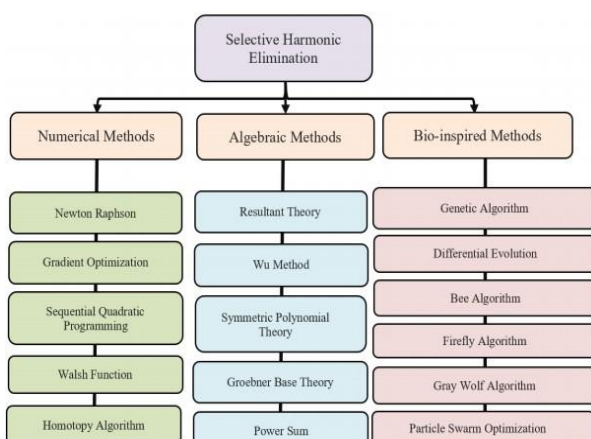 Selective Harmonic
Elimination
Numerical Methods
Algebraic Methods
Bio-inspired Methods
Newton Raphson
Gradient Optimization
Sequential Quadratic
Programming
Walsh Function
Homotopy Algorithm
Resultant Theory
Wu Method
Symmetric Polynomial
Theory
Groebner Base Theory
Power Sum
Genetic Algorithm
Differential Evolution
Bee Algorithm
Firefly Algorithm
Gray Wolf Algorithm
Particle Swarm Optimization